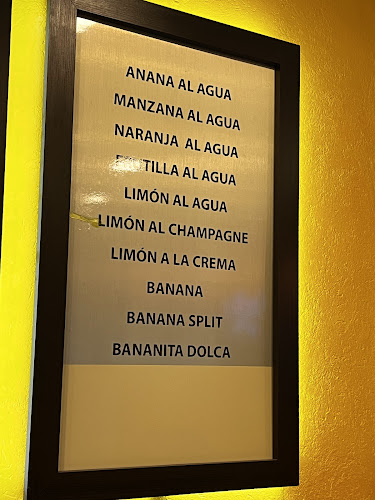 ANANA AL AGUA
MANZANA AL AGUA
NARANJA AL AGUA
AL AGUA
LIMÓN AL AGUA
LIMÓN AL CHAMPAGNE
LIMÓN A LA CREMA
BANANA
BANANA SPLIT
BANANITA DOLCA